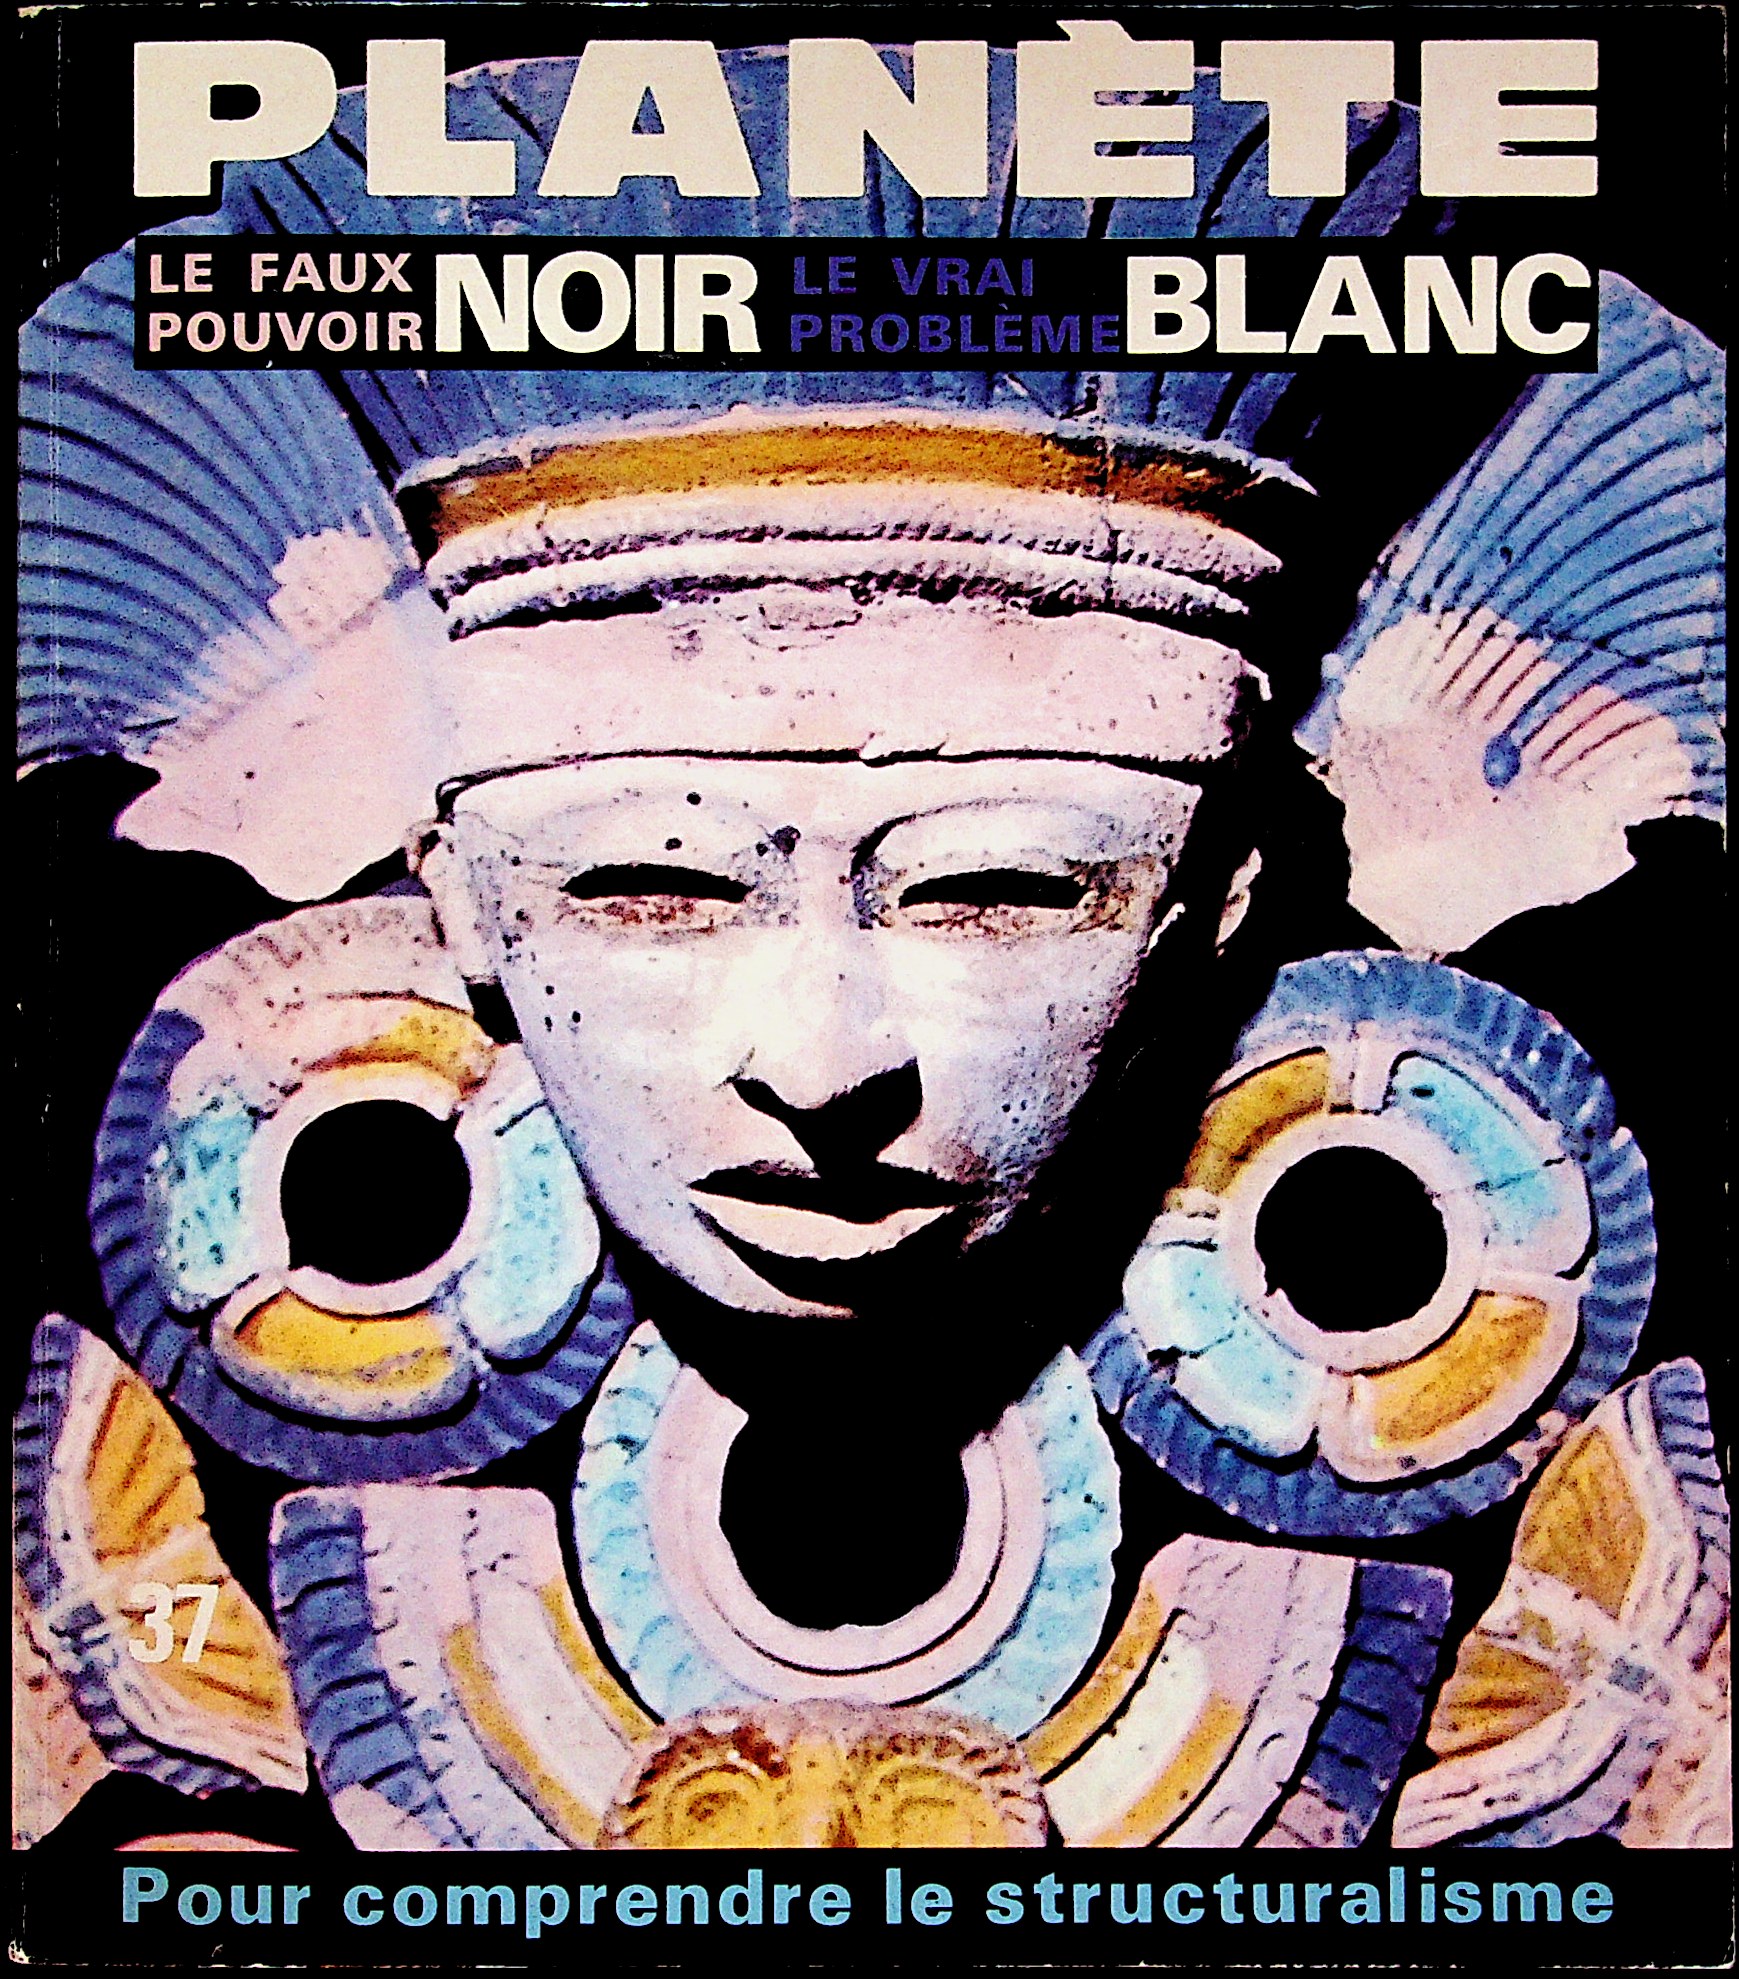 PLANÈTE
LE FAUX POUVOIR NOIR LE VRAI PROBLÈME BLANC
37
Pour comprendre le structuralisme